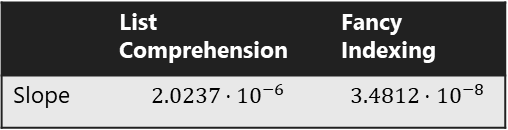 List Comprehension Fancy Indexing
Slope 2.0237 · 10⁻⁶ 3.4812 · 10⁻⁸